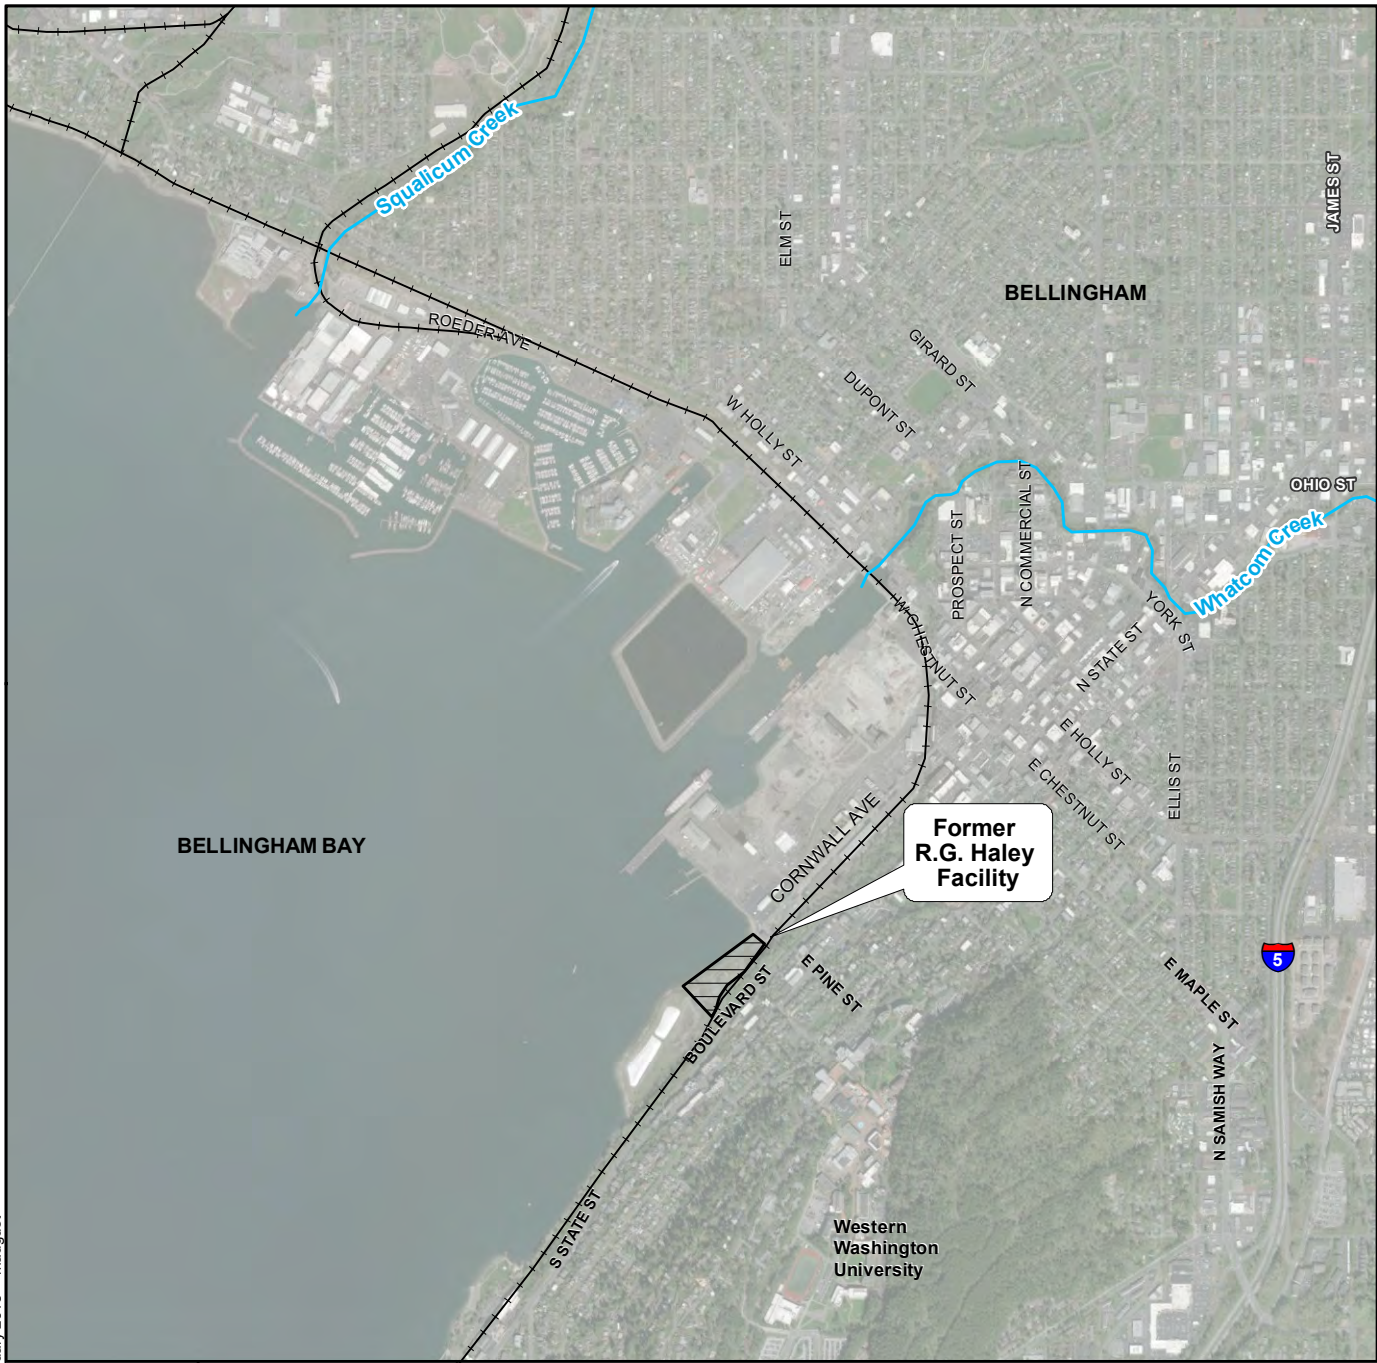 Squalicum Creek
JAMES ST
ELM ST
BELLINGHAM
ROEDER AVE
GIRARD ST
DUPONT ST
W HOLLY ST
OHIO ST
N COMMERCIAL ST
PROSPECT ST
Whatcom Creek
YORK ST
W CHESTNUT ST
N STATE ST
E HOLLY ST
ELLIS ST
E CHESTNUT ST
CORNWALL AVE
BELLINGHAM BAY
Former
R.G. Haley
Facility
5
E PINE ST
E MAPLE ST
BOULEVARD ST
N SAMISH WAY
S STATE ST
Western
Washington
University